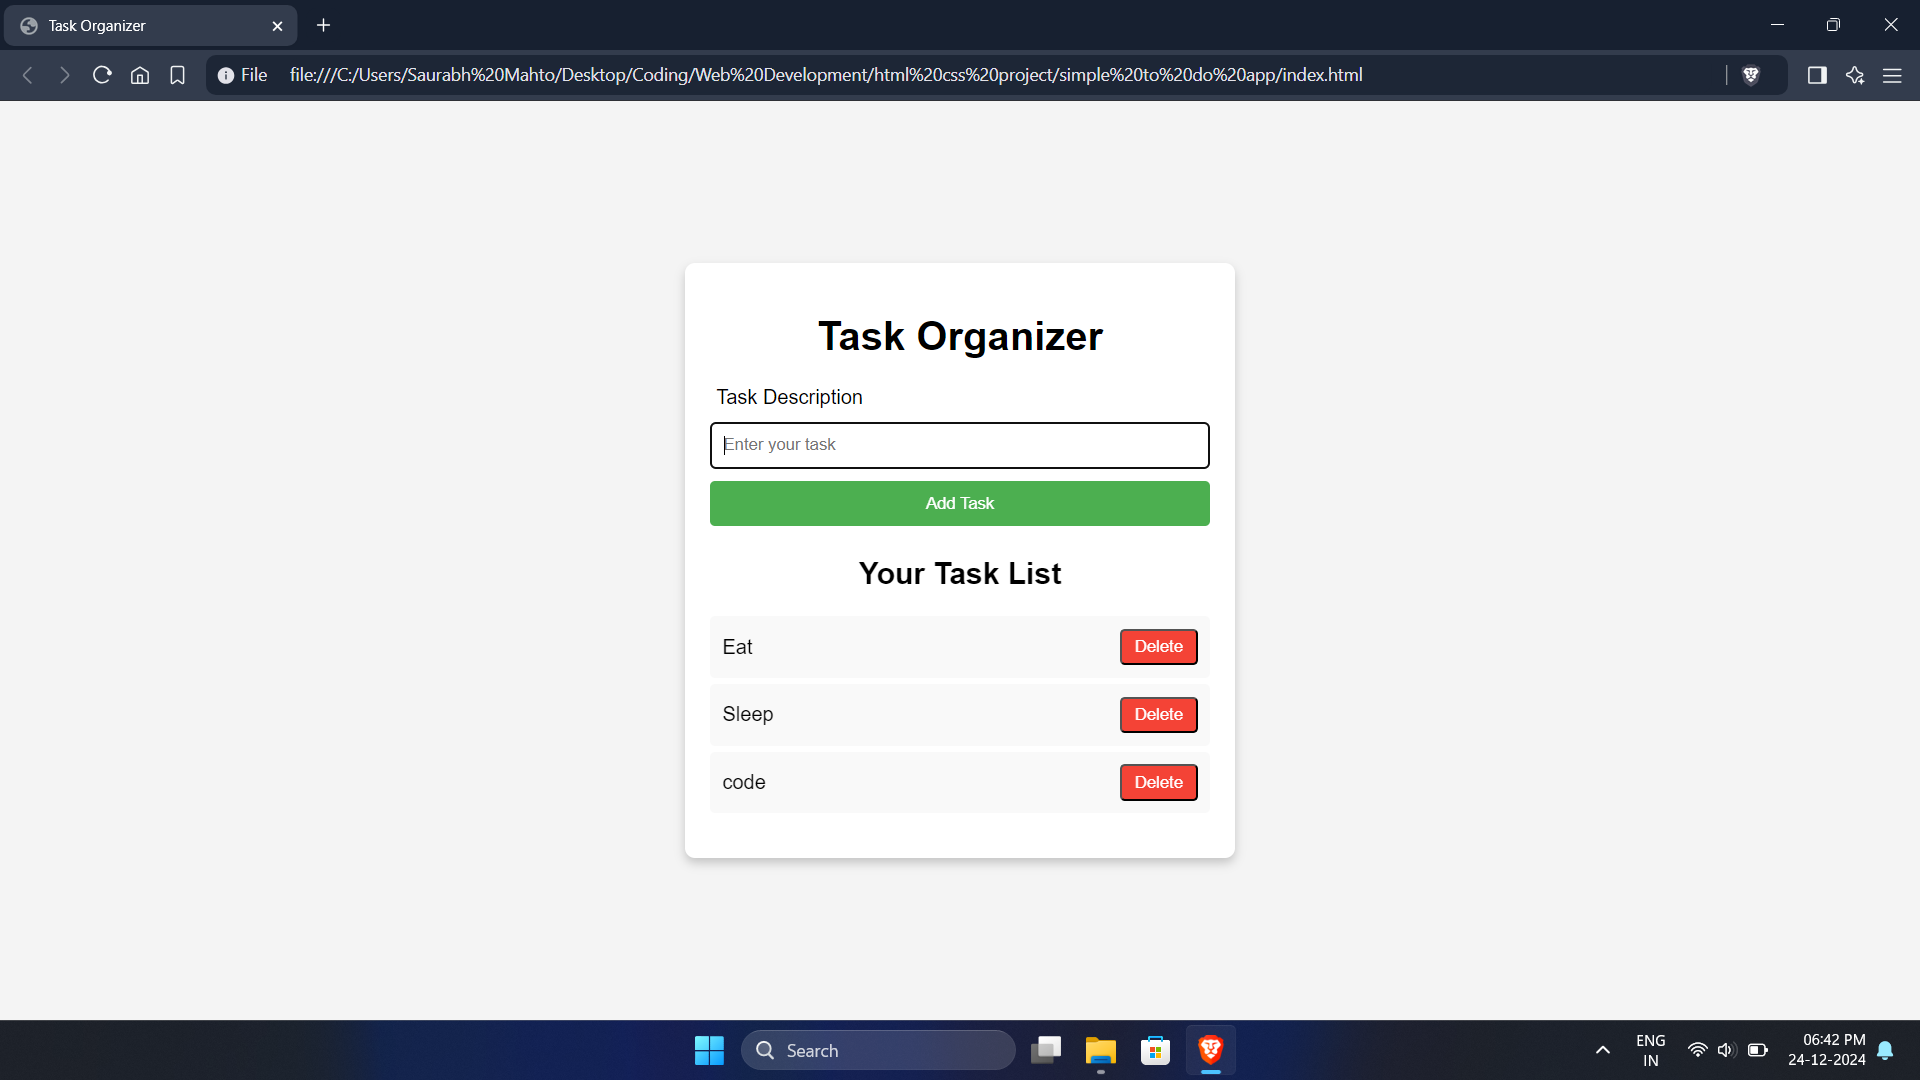 Task Organizer
File file:///C:/Users/Saurabh%20Mahto/Desktop/Coding/Web%20Development/html%20css%20project/simple%20to%20do%20app/index.html
Task Organizer
Task Description
Enter your task
Add Task
Your Task List
Eat Delete
Sleep Delete
code Delete
Search
ENG
IN
06:42 PM
24-12-2024